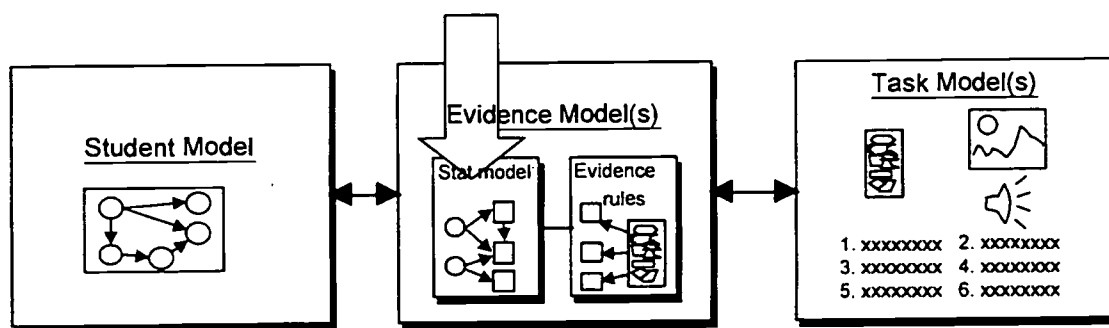 Student Model
Evidence Model(s)
Stat model
Evidence
rules
Task Model(s)
1. xxxxxxxx 2. xxxxxxxx
3. xxxxxxxx 4. xxxxxxxx
5. xxxxxxxx 6. xxxxxxxx